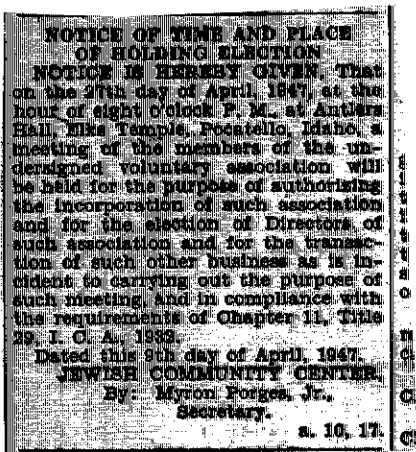 NOTICE OF TIME AND PLACE
OF HOLDING ELECTION
NOTICE IS HEREBY GIVEN, That
on the 27th day of April, 1947, at the
hour of eight o'clock P. M., at Antlers
Hall, Elks Temple, Pocatello, Idaho, a
meeting of the members of the un-
dersigned voluntary association will
be held for the purpose of authorizing
the incorporation of such association
and for the election of Directors of
such association and for the transac-
tion of such other business as is in-
cident to carrying out the purpose of
such meeting, and in compliance with
the requirements of Chapter 11, Title
29, I. C. A., 1932.
Dated this 9th day of April, 1947.
JEWISH COMMUNITY CENTER,
By: Myron Porges, Jr.,
Secretary.
a. 10, 17.